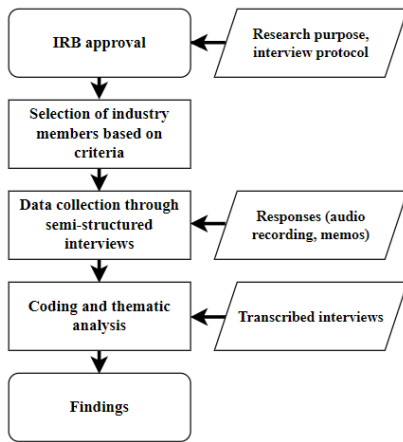 IRB approval
Research purpose,
interview protocol
Selection of industry
members based on
criteria
Data collection through
semi-structured
interviews
Responses (audio
recording, memos)
Coding and thematic
analysis
Transcribed interviews
Findings